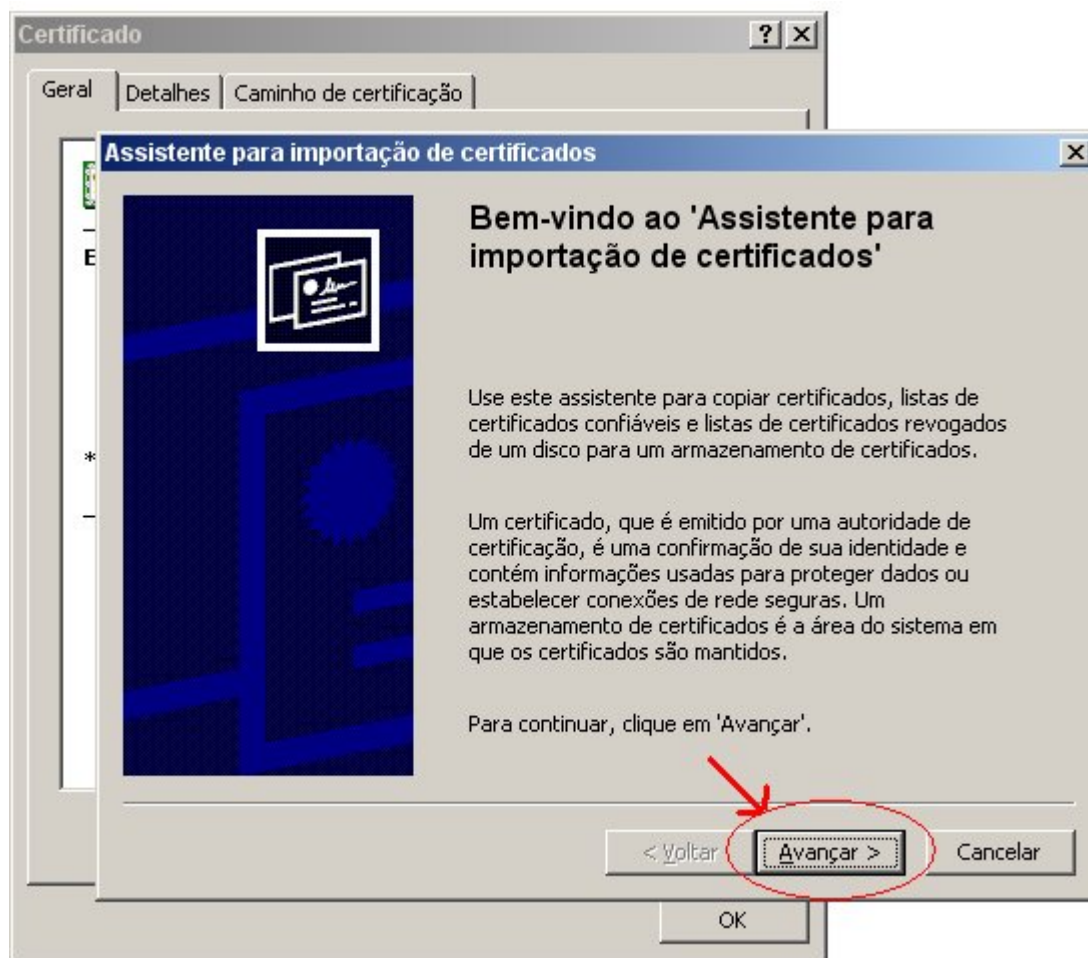 Certificado
Geral
Detalhes
Caminho de certificação
Assistente para importação de certificados
E
Bem-vindo ao 'Assistente para
importação de certificados'
Use este assistente para copiar certificados, listas de
certificados confiáveis e listas de certificados revogados
de um disco para um armazenamento de certificados.
*
Um certificado, que é emitido por uma autoridade de
certificação, é uma confirmação de sua identidade e
contém informações usadas para proteger dados ou
estabelecer conexões de rede seguras. Um
armazenamento de certificados é a área do sistema em
que os certificados são mantidos.
Para continuar, clique em 'Avançar'.
< Voltar
Avançar >
Cancelar
OK